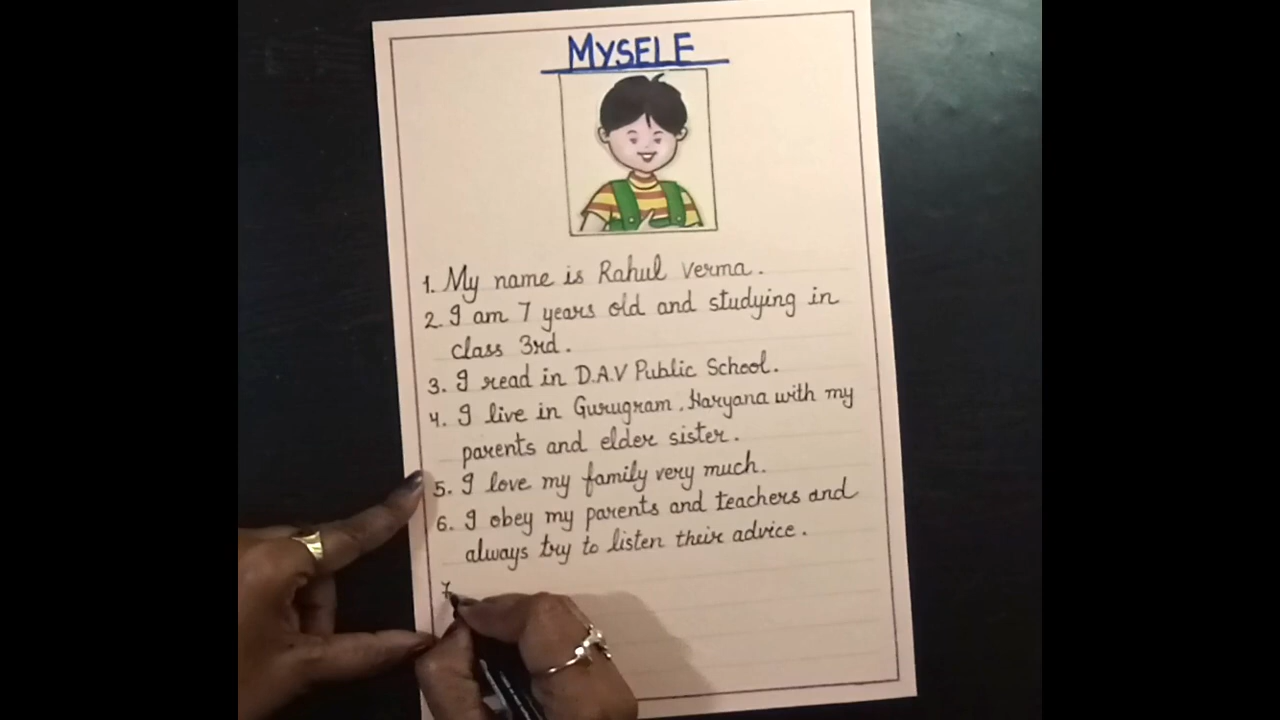 MYSELF
1. My name is Rahul Verma.
2. I am 7 years old and studying in
class 3rd.
3. I read in D.A.V Public School.
4. I live in Gurugram, Haryana with my
parents and elder sister.
5. I love my family very much.
6. I obey my parents and teachers and
always try to listen their advice.
7